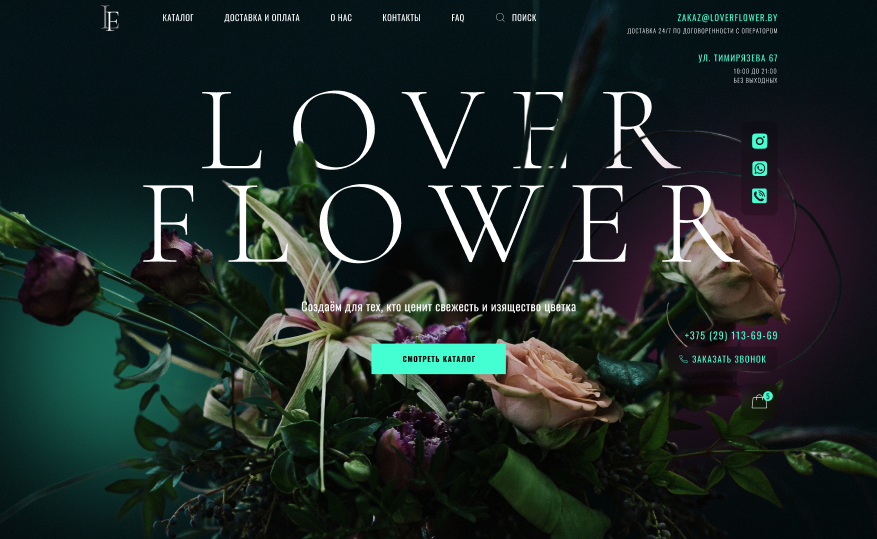 LF
КАТАЛОГ
ДОСТАВКА И ОПЛАТА
О НАС
КОНТАКТЫ
FAQ
ПОИСК
ZAKAZ@LOVERFLOWER.BY
ДОСТАВКА 24/7 ПО ДОГОВОРЕННОСТИ С ОПЕРАТОРОМ
УЛ. ТИМИРЯЗЕВА 67
10:00 ДО 21:00
БЕЗ ВЫХОДНЫХ
LOVER
FLOWER
Создаём для тех, кто ценит свежесть и изящество цветка
СМОТРЕТЬ КАТАЛОГ
+375 (29) 113-69-69
ЗАКАЗАТЬ ЗВОНОК
5